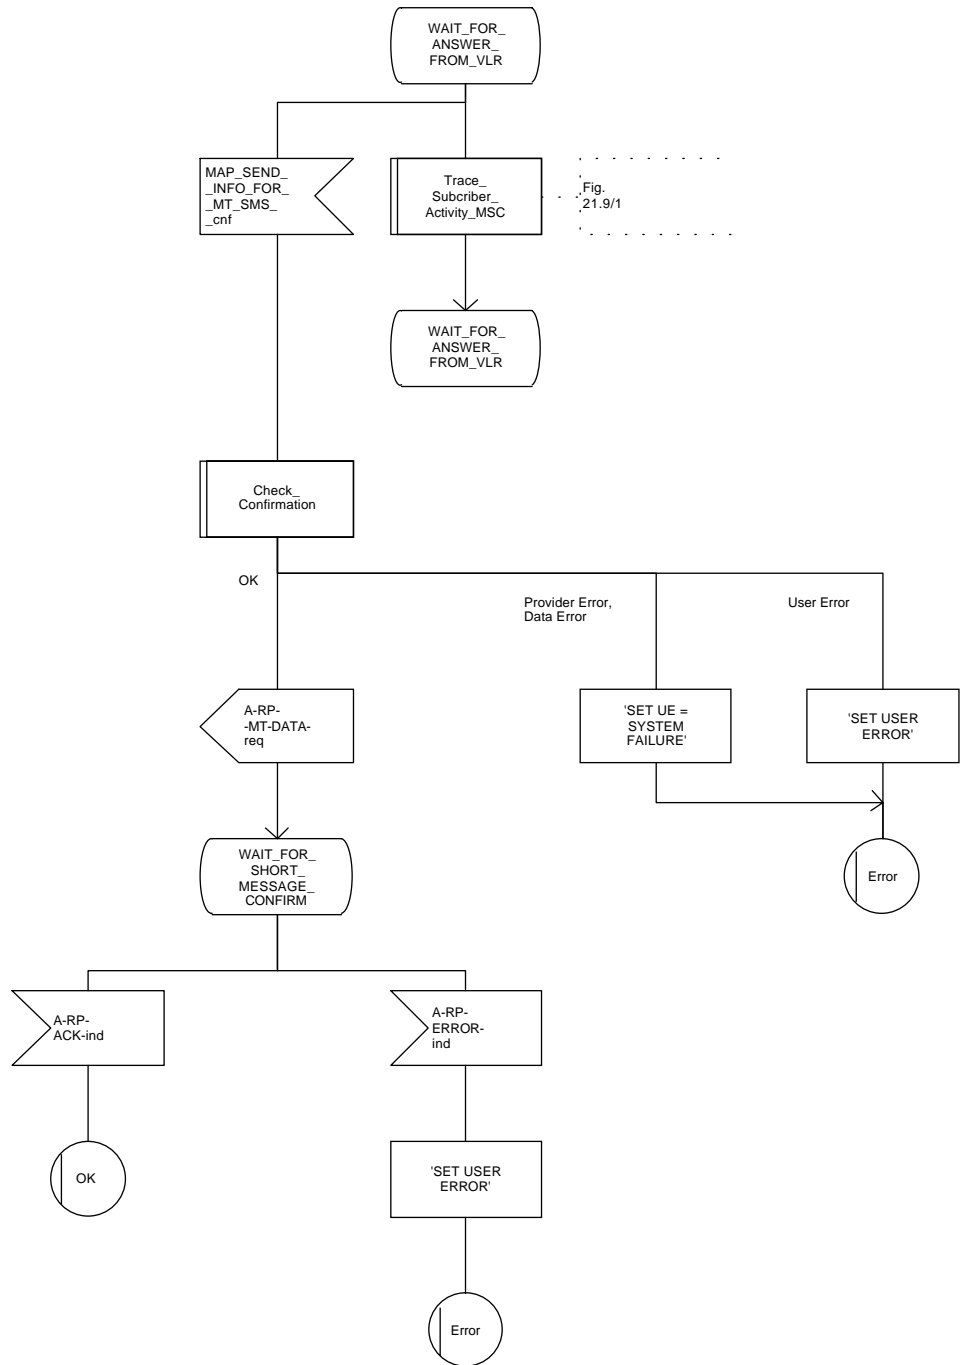 WAIT_FOR_
ANSWER_
FROM_VLR
MAP_SEND_
_INFO_FOR_
_MT_SMS_
_cnf
Trace_
Subcriber_
Activity_MSC
Fig.
21.9/1
WAIT_FOR_
ANSWER_
FROM_VLR
Check_
Confirmation
OK
Provider Error,
Data Error
User Error
A-RP-
-MT-DATA-
req
'SET UE =
SYSTEM
FAILURE'
'SET USER
ERROR'
WAIT_FOR_
SHORT_
MESSAGE_
CONFIRM
Error
A-RP-
ACK-ind
A-RP-
ERROR-
ind
OK
'SET USER
ERROR'
Error